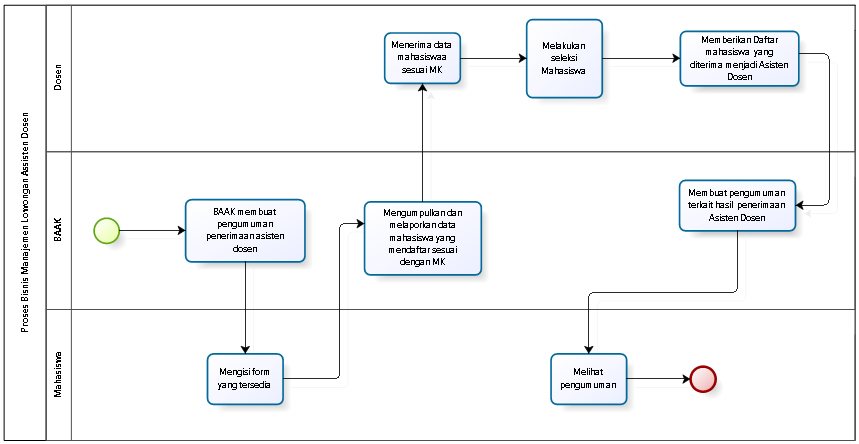 Proses Bisnis Manajemen Lowongan Assisten Dosen
Dosen
Menerima data
mahasiswaa
sesuai MK
Melakukan
seleksi
Mahasiswa
Memberikan Daftar
mahasiswa yang
diterima menjadi Asisten
Dosen
BAAK
BAAK membuat
pengumuman
penerimaan asisten
dosen
Mengumpulkan dan
melaporkan data
mahasiswa yang
mendaftar sesuai
dengan MK
Membuat pengumuman
terkait hasil penerimaan
Asisten Dosen
Mahasiswa
Mengisi form
yang tersedia
Melihat
pengumuman